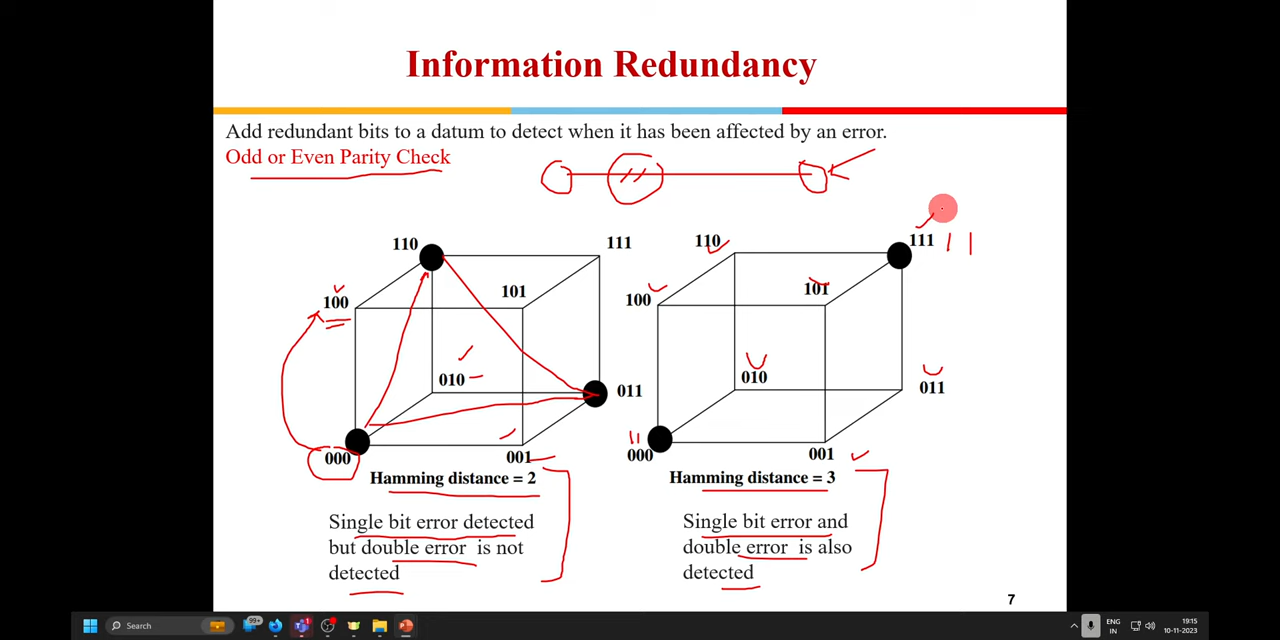 Information Redundancy
Add redundant bits to a datum to detect when it has been affected by an error.
Odd or Even Parity Check
110
111
100
101
010
011
000
001
Hamming distance = 2
Single bit error detected
but double error is not
detected
110
111
100
101
010
011
000
001
Hamming distance = 3
Single bit error and
double error is also
detected
7
Search
99+
ENG
IN
19:15
10-11-2023